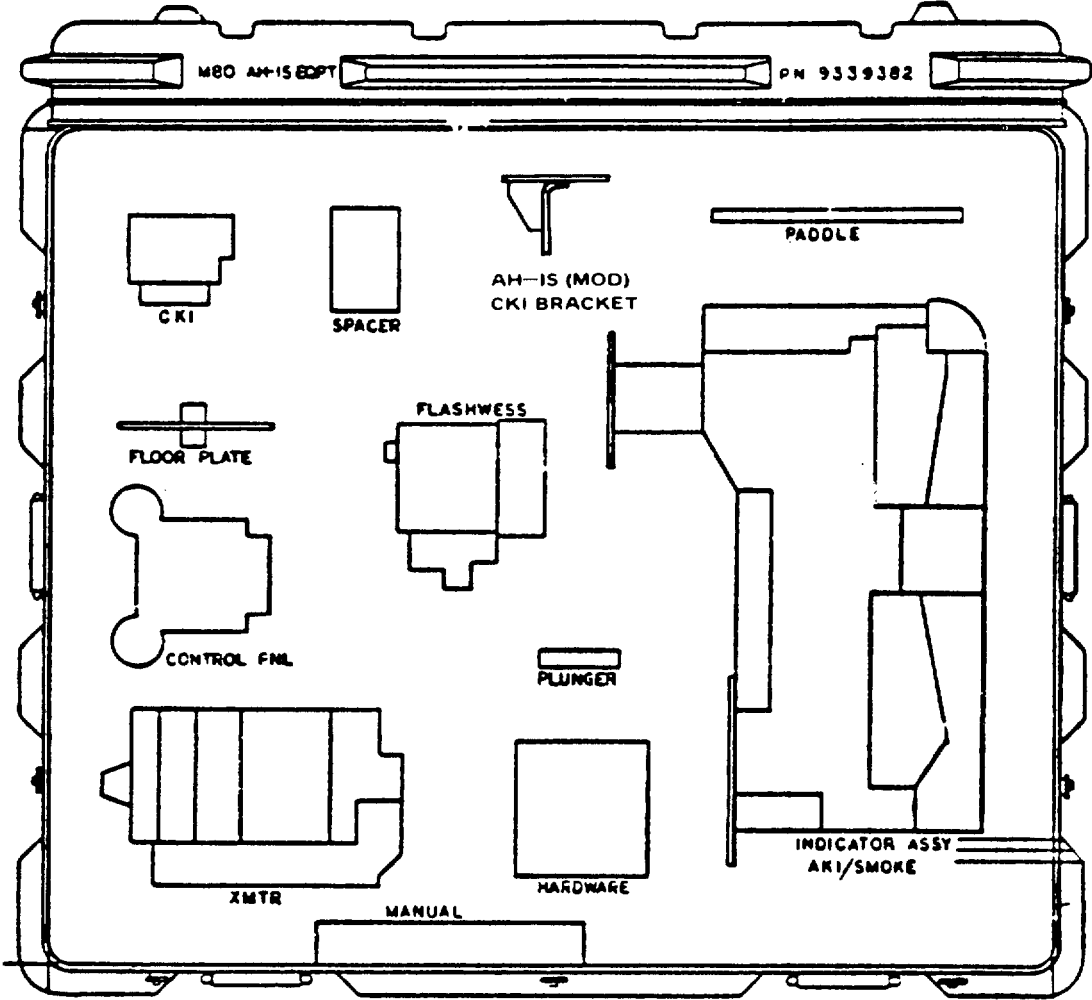 M80 AH-1S EQPT
PN 9339382
PADDLE
CKI
SPACER
AH-1S (MOD)
CKI BRACKET
FLASHWESS
FLOOR PLATE
CONTROL PNL
PLUNGER
INDICATOR ASSY
AKI/SMOKE
HARDWARE
XMTR
MANUAL